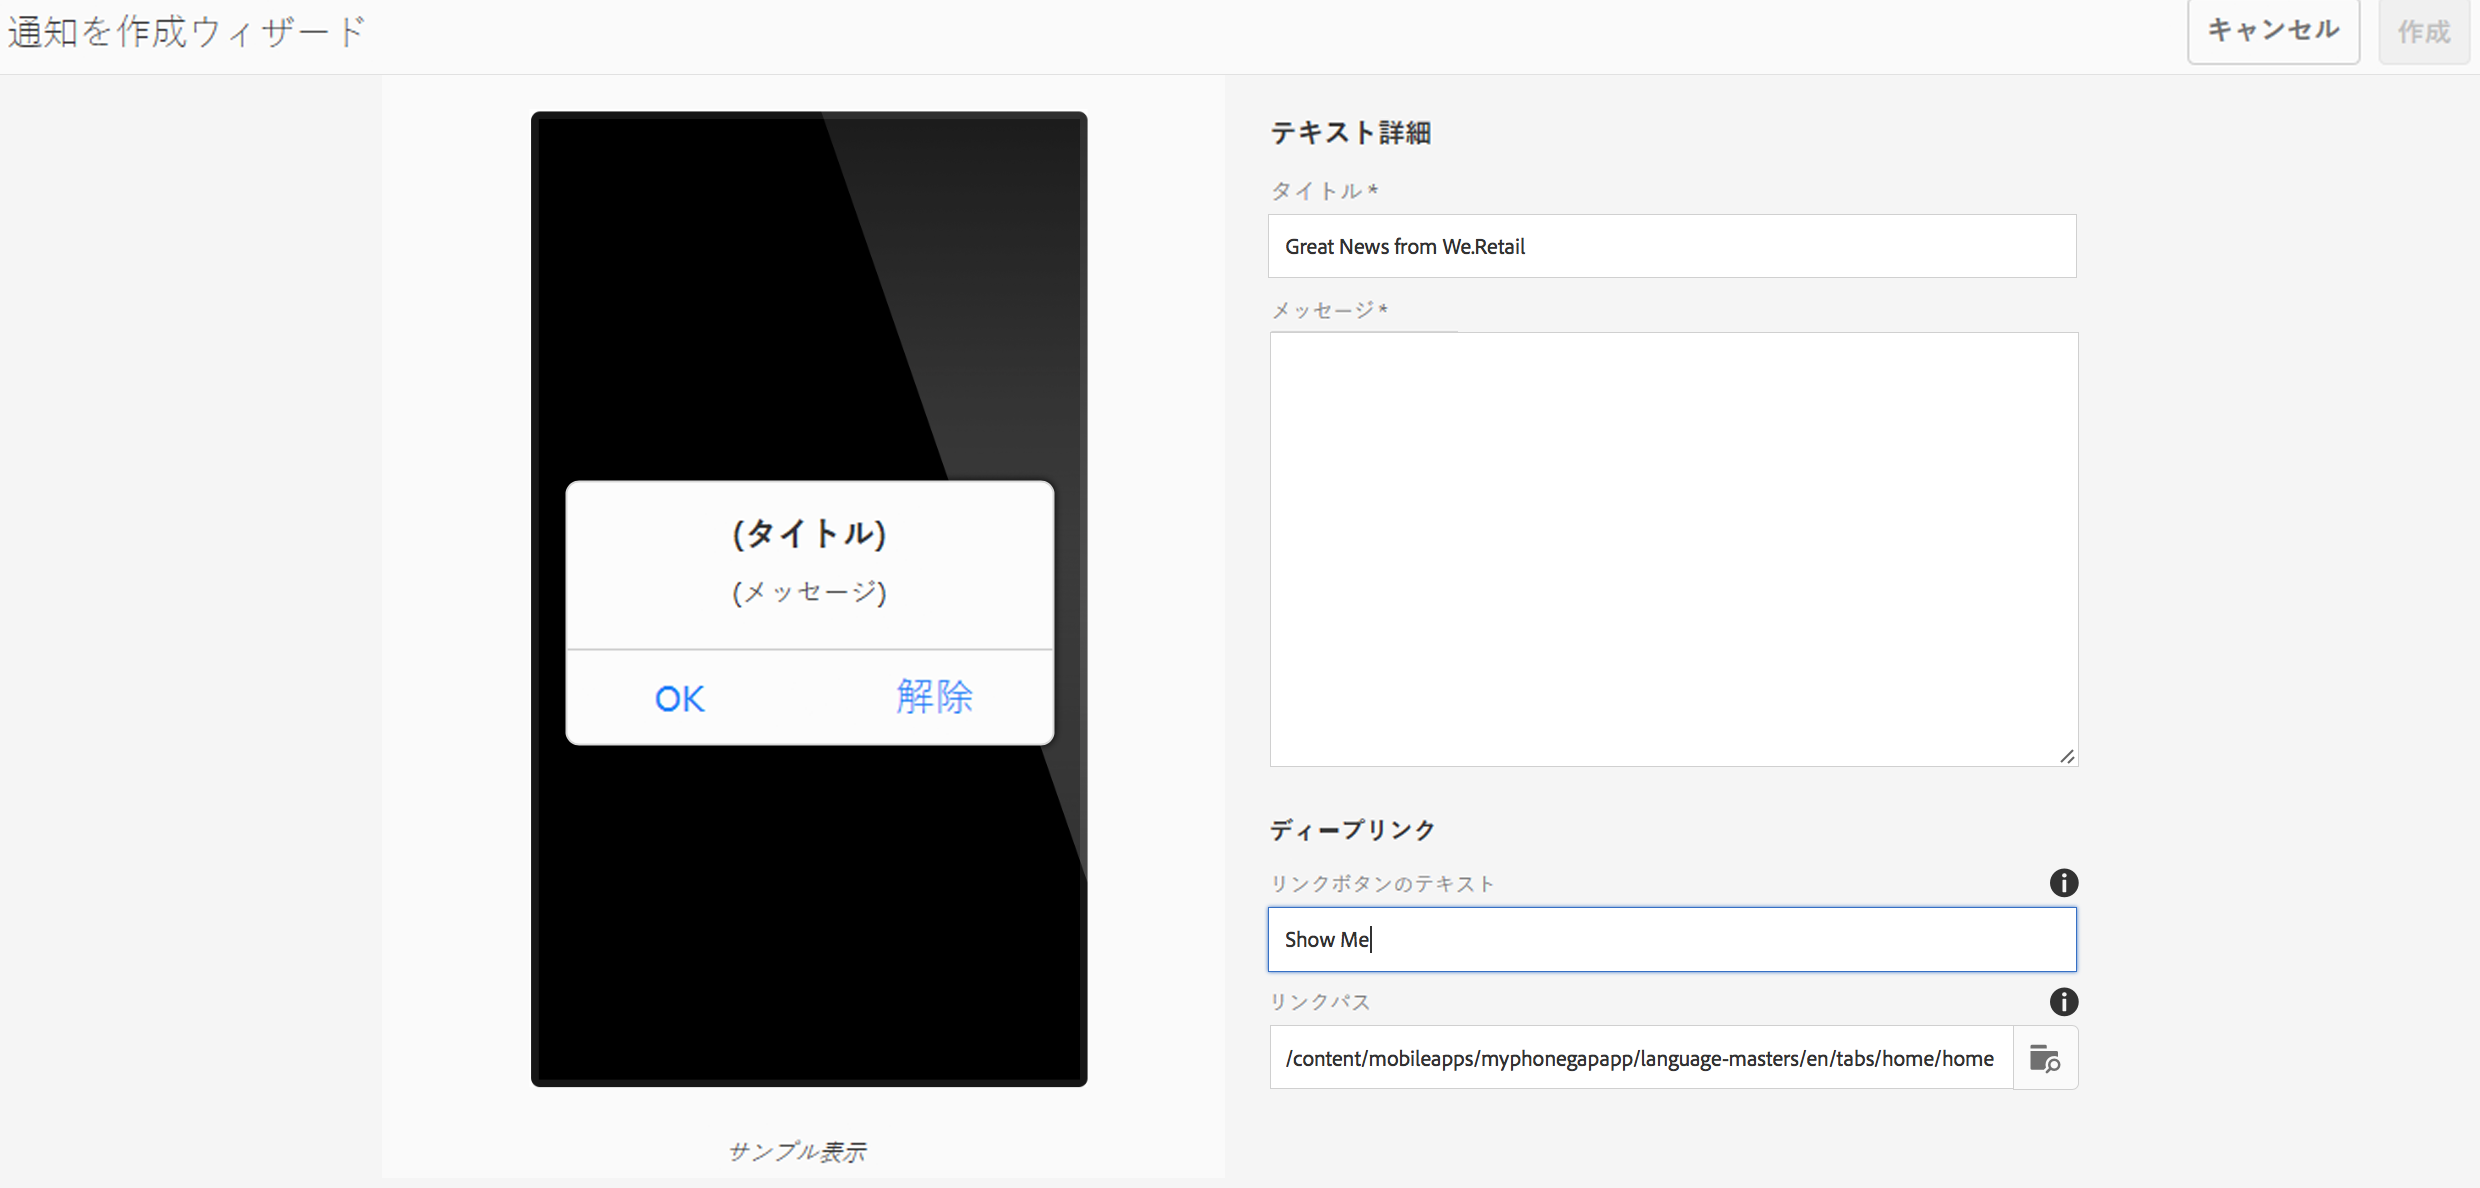 通知を作成ウィザード
キャンセル
作成
(タイトル)
(メッセージ)
OK
解除
サンプル表示
テキスト詳細
タイトル *
Great News from We.Retail
メッセージ *
ディープリンク
リンクボタンのテキスト
Show Me
リンクパス
/content/mobileapps/myphonegapapp/language-masters/en/tabs/home/home